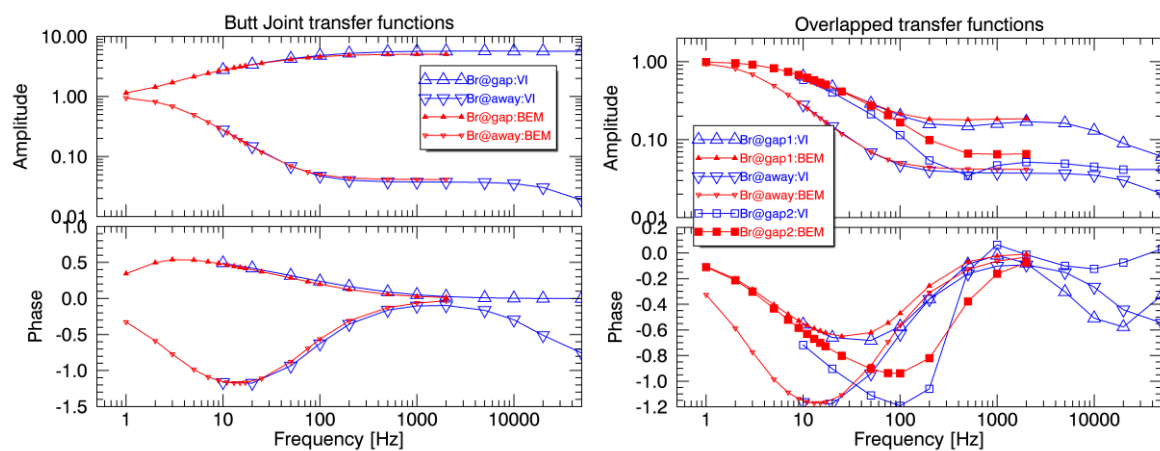 Butt Joint transfer functions
10.00
1.00
0.10
0.01
Amplitude
Br@gap:VI
Br@away:VI
Br@gap:BEM
Br@away:BEM
1.0
0.5
0.0
-0.5
-1.0
-1.5
Phase
1
10
100
1000
10000
Frequency [Hz]
Overlapped transfer functions
1.00
0.10
0.01
Amplitude
Br@gap1:VI
Br@gap1:BEM
Br@away:VI
Br@away:BEM
Br@gap2:VI
Br@gap2:BEM
-0.0
-0.2
-0.4
-0.6
-0.8
-1.0
-1.2
Phase
1
10
100
1000
10000
Frequency [Hz]